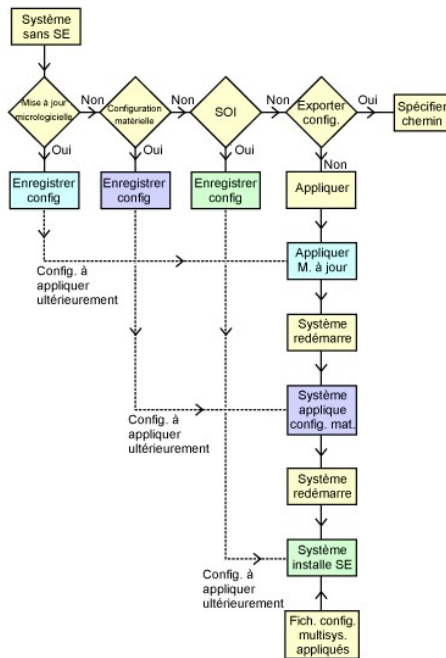 Système
sans SE
Mise à jour
micrologicielle
Non
Configuration
matérielle
Non
SOI
Non
Exporter
config.
Oui
Spécifier
chemin
Oui
Oui
Oui
Non
Enregistrer
config
Enregistrer
config
Enregistrer
config
Appliquer
Config. à
appliquer
ultérieurement
Appliquer
M. à jour
Système
redémarre
Config. à
appliquer
ultérieurement
Système
applique
config. mat.
Système
redémarre
Config. à
appliquer
ultérieurement
Système
installe SE
Fich. config.
multisys.
appliqués